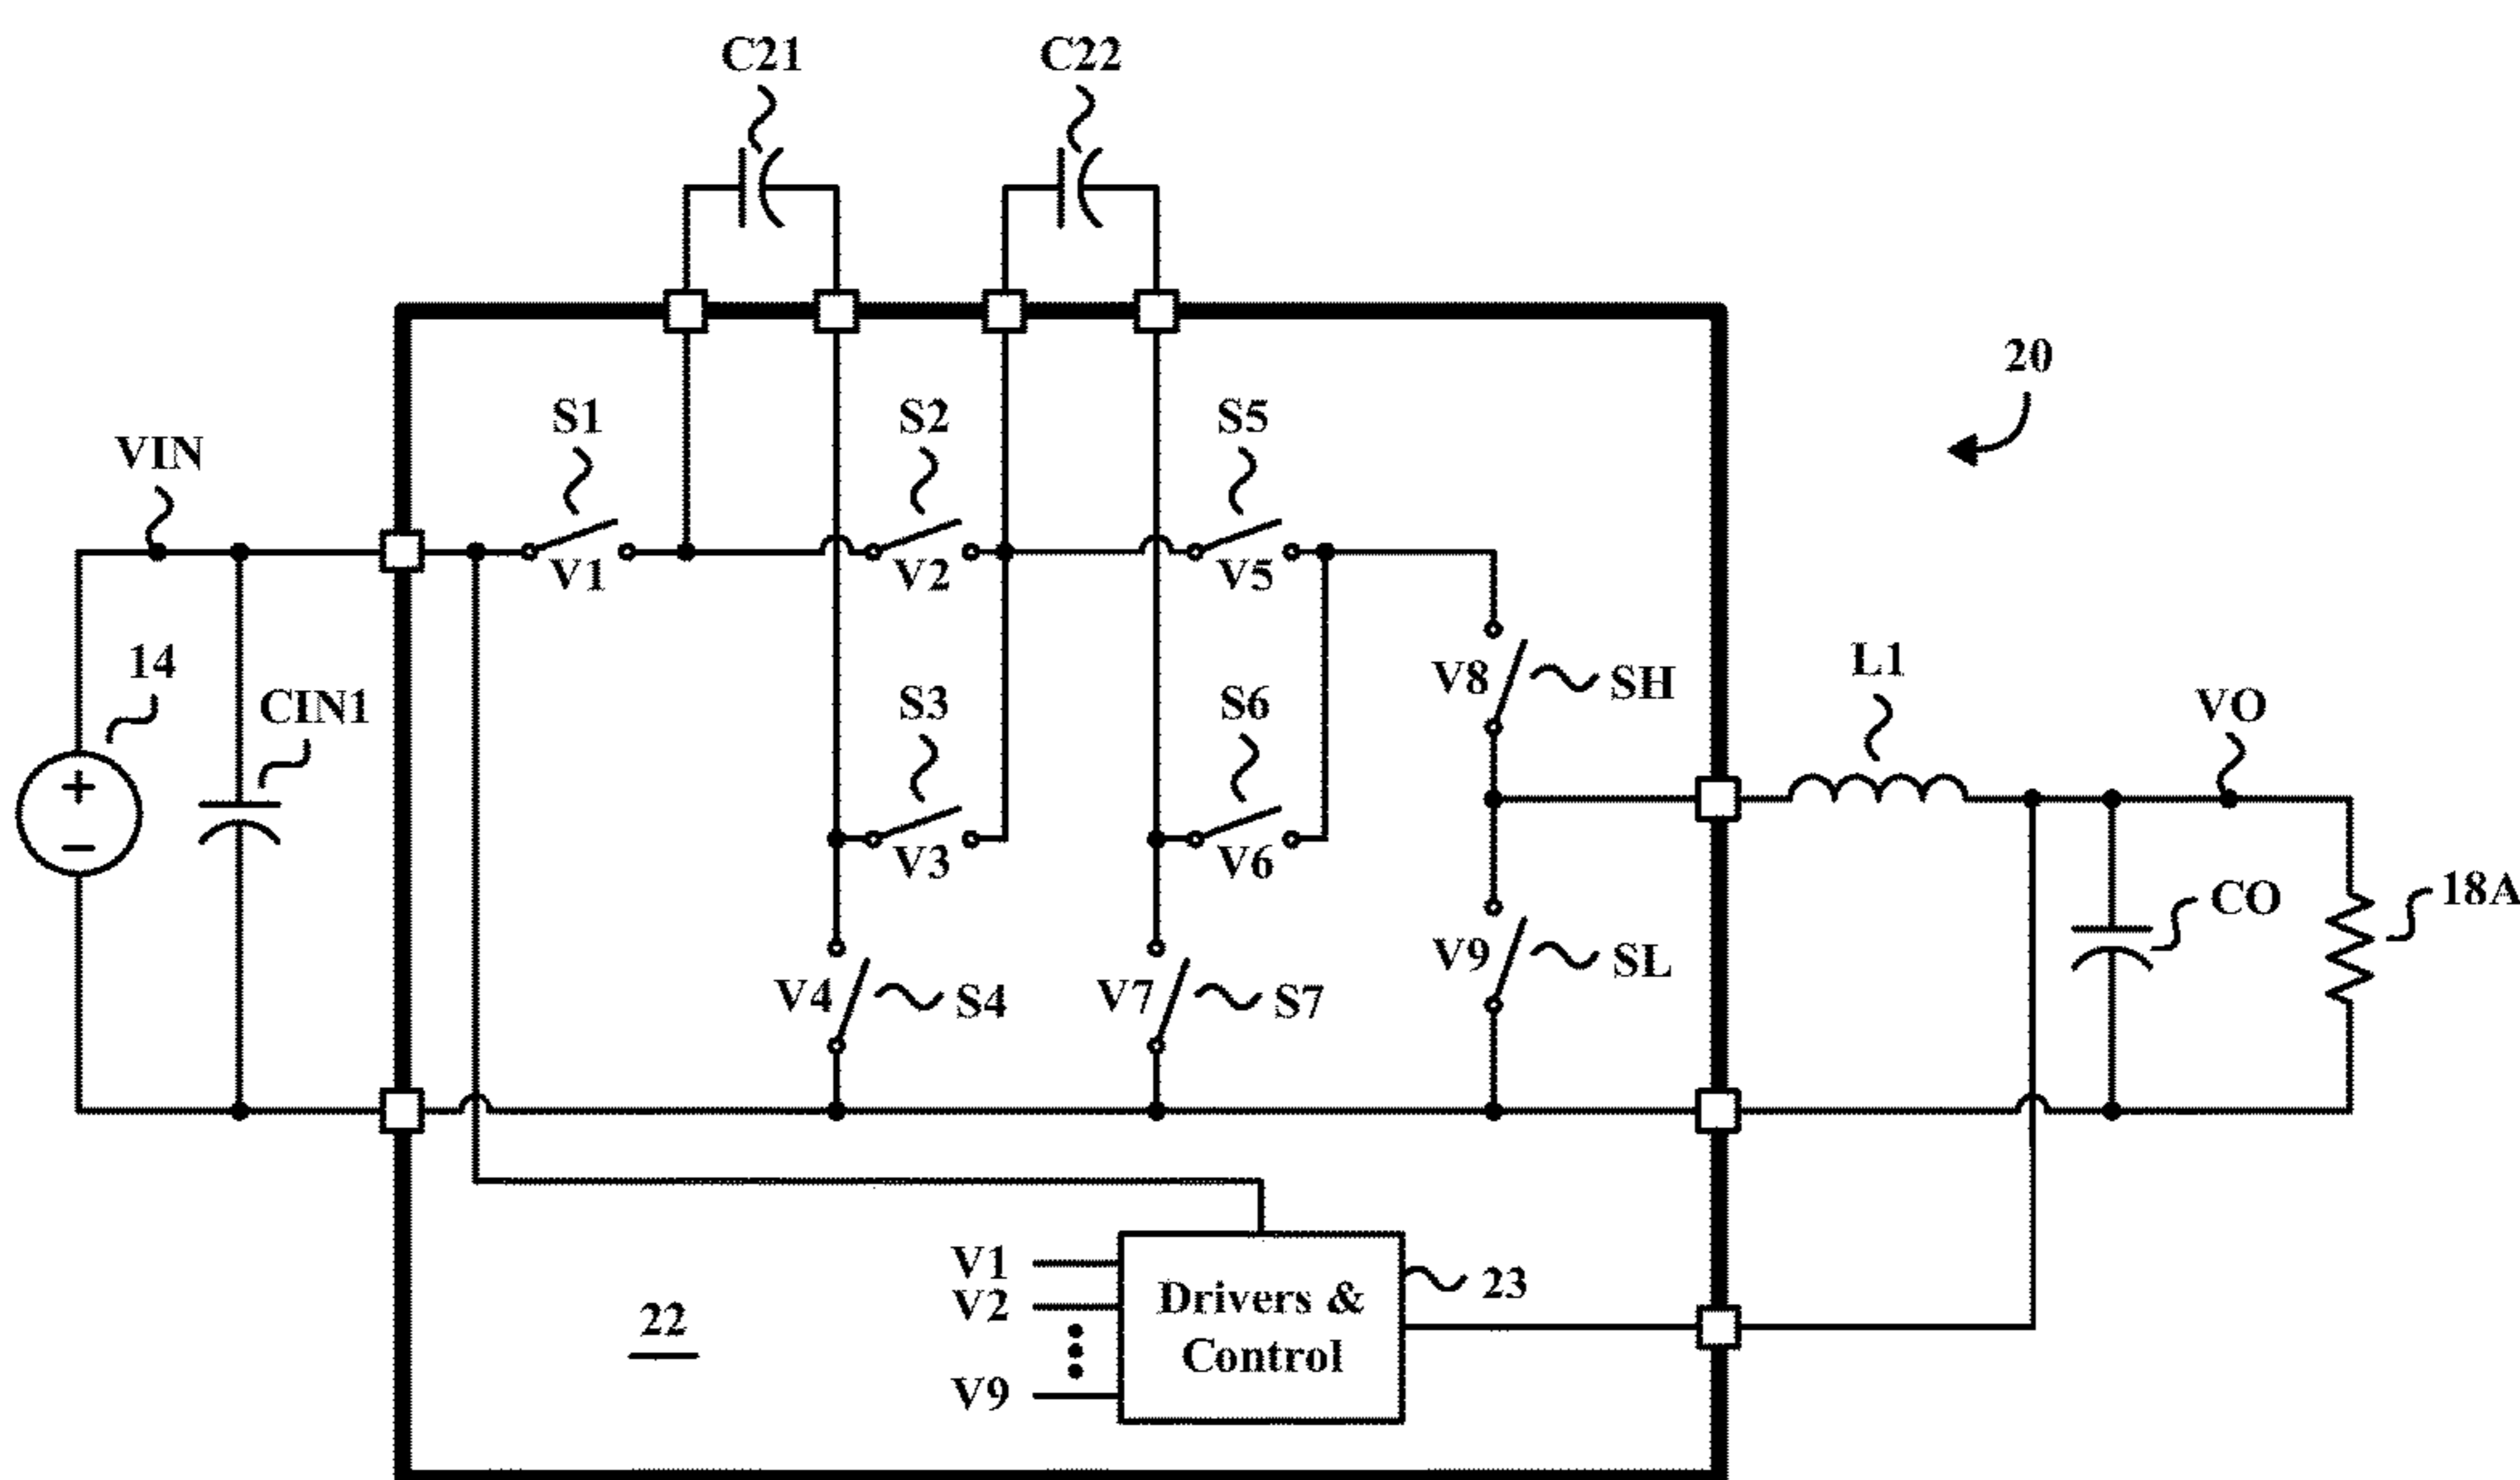 C21
C22
20
S1
S2
S5
VIN
V1
V2
V5
14
CIN1
S3
S6
V8
SH
L1
VO
V3
V6
V4
S4
V7
S7
V9
SL
CO
18A
V1
V2
V9
Drivers &
Control
23
22